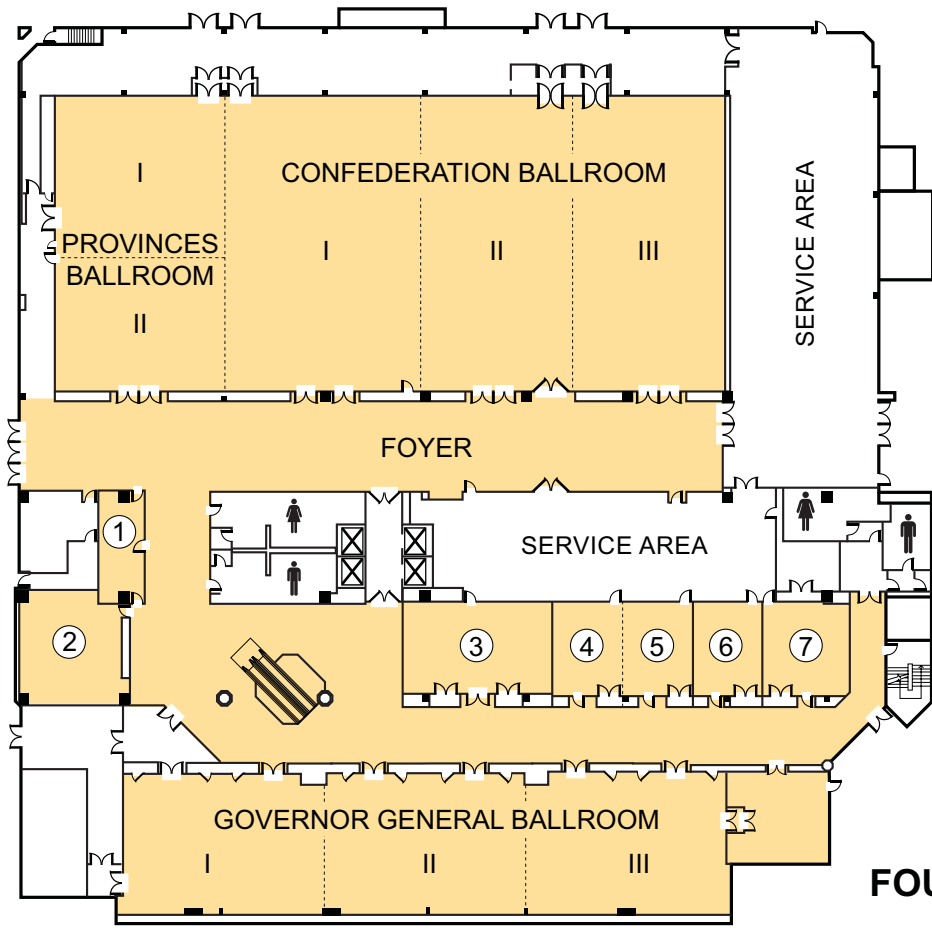 I
CONFEDERATION BALLROOM
PROVINCES
BALLROOM
I
II
III
II
SERVICE AREA
FOYER
1
SERVICE AREA
2
3
4
5
6
7
GOVERNOR GENERAL BALLROOM
I
II
III
FOU